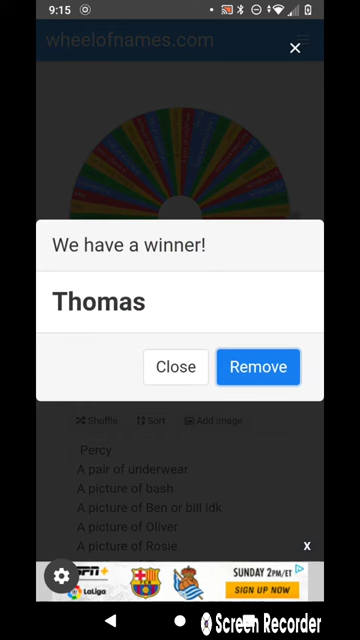 9:15
wheelofnames.com
×
We have a winner!
Thomas
Close Remove
Shuffle Sort Add image
Percy
A pair of underwear
A picture of bash
A picture of Ben or bill idk
A picture of Oliver
A picture of Rosie
X
ESPN+
LaLiga
SUNDAY 2PM/ET
SIGN UP NOW
Screen Recorder